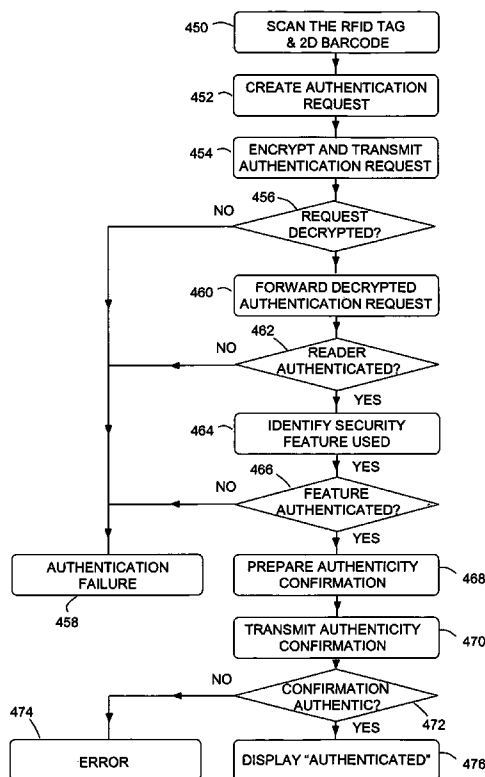 450
SCAN THE RFID TAG
& 2D BARCODE
452
CREATE AUTHENTICATION
REQUEST
454
ENCRYPT AND TRANSMIT
AUTHENTICATION REQUEST
456
NO
REQUEST
DECRYPTED?
460
FORWARD DECRYPTED
AUTHENTICATION REQUEST
462
NO
READER
AUTHENTICATED?
YES
464
IDENTIFY SECURITY
FEATURE USED
466
YES
NO
FEATURE
AUTHENTICATED?
YES
AUTHENTICATION
FAILURE
458
PREPARE AUTHENTICITY
CONFIRMATION
468
TRANSMIT AUTHENTICITY
CONFIRMATION
470
NO
CONFIRMATION
AUTHENTIC?
472
474
YES
ERROR
DISPLAY "AUTHENTICATED"
476